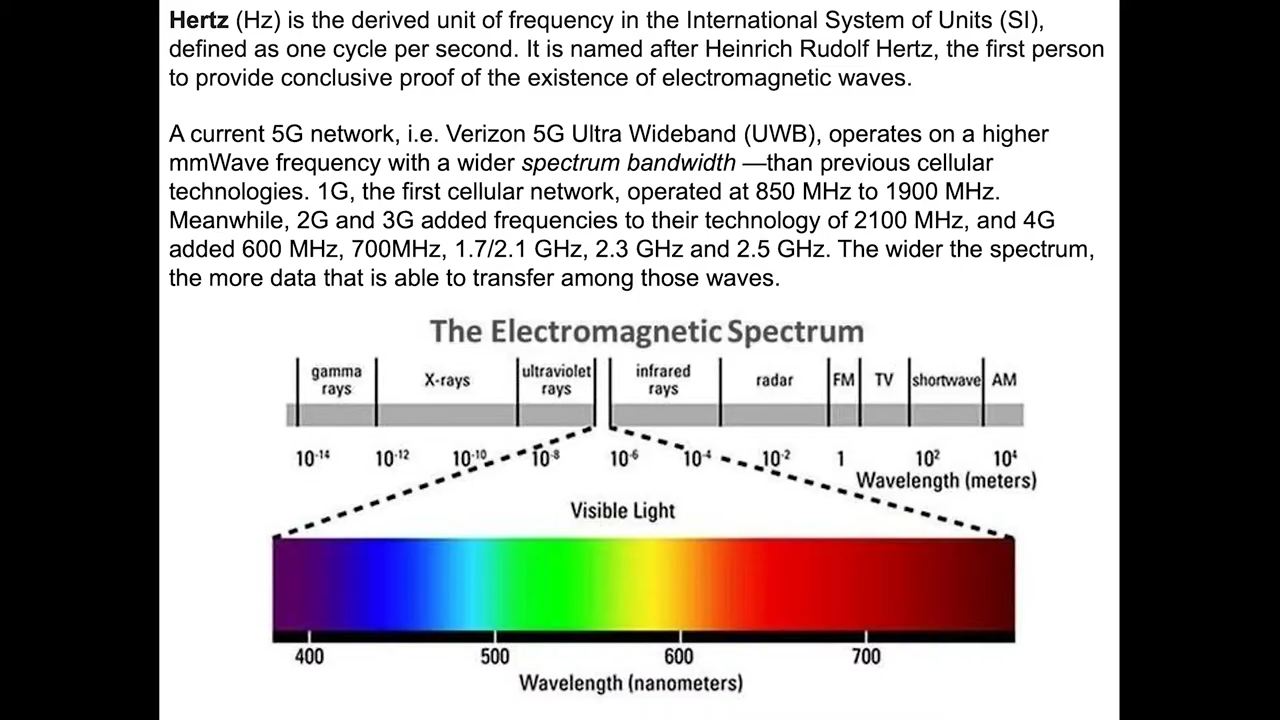 Hertz (Hz) is the derived unit of frequency in the International System of Units (SI),
defined as one cycle per second. It is named after Heinrich Rudolf Hertz, the first person
to provide conclusive proof of the existence of electromagnetic waves.
A current 5G network, i.e. Verizon 5G Ultra Wideband (UWB), operates on a higher
mmWave frequency with a wider spectrum bandwidth —than previous cellular
technologies. 1G, the first cellular network, operated at 850 MHz to 1900 MHz.
Meanwhile, 2G and 3G added frequencies to their technology of 2100 MHz, and 4G
added 600 MHz, 700MHz, 1.7/2.1 GHz, 2.3 GHz and 2.5 GHz. The wider the spectrum,
the more data that is able to transfer among those waves.
The Electromagnetic Spectrum
gamma rays X-rays ultraviolet rays infrared rays radar FM TV shortwave AM
10⁻¹⁴ 10⁻¹² 10⁻¹⁰ 10⁻⁸ 10⁻⁶ 10⁻⁴ 10⁻² 1 10² 10⁴
Wavelength (meters)
Visible Light
400 500 600 700
Wavelength (nanometers)